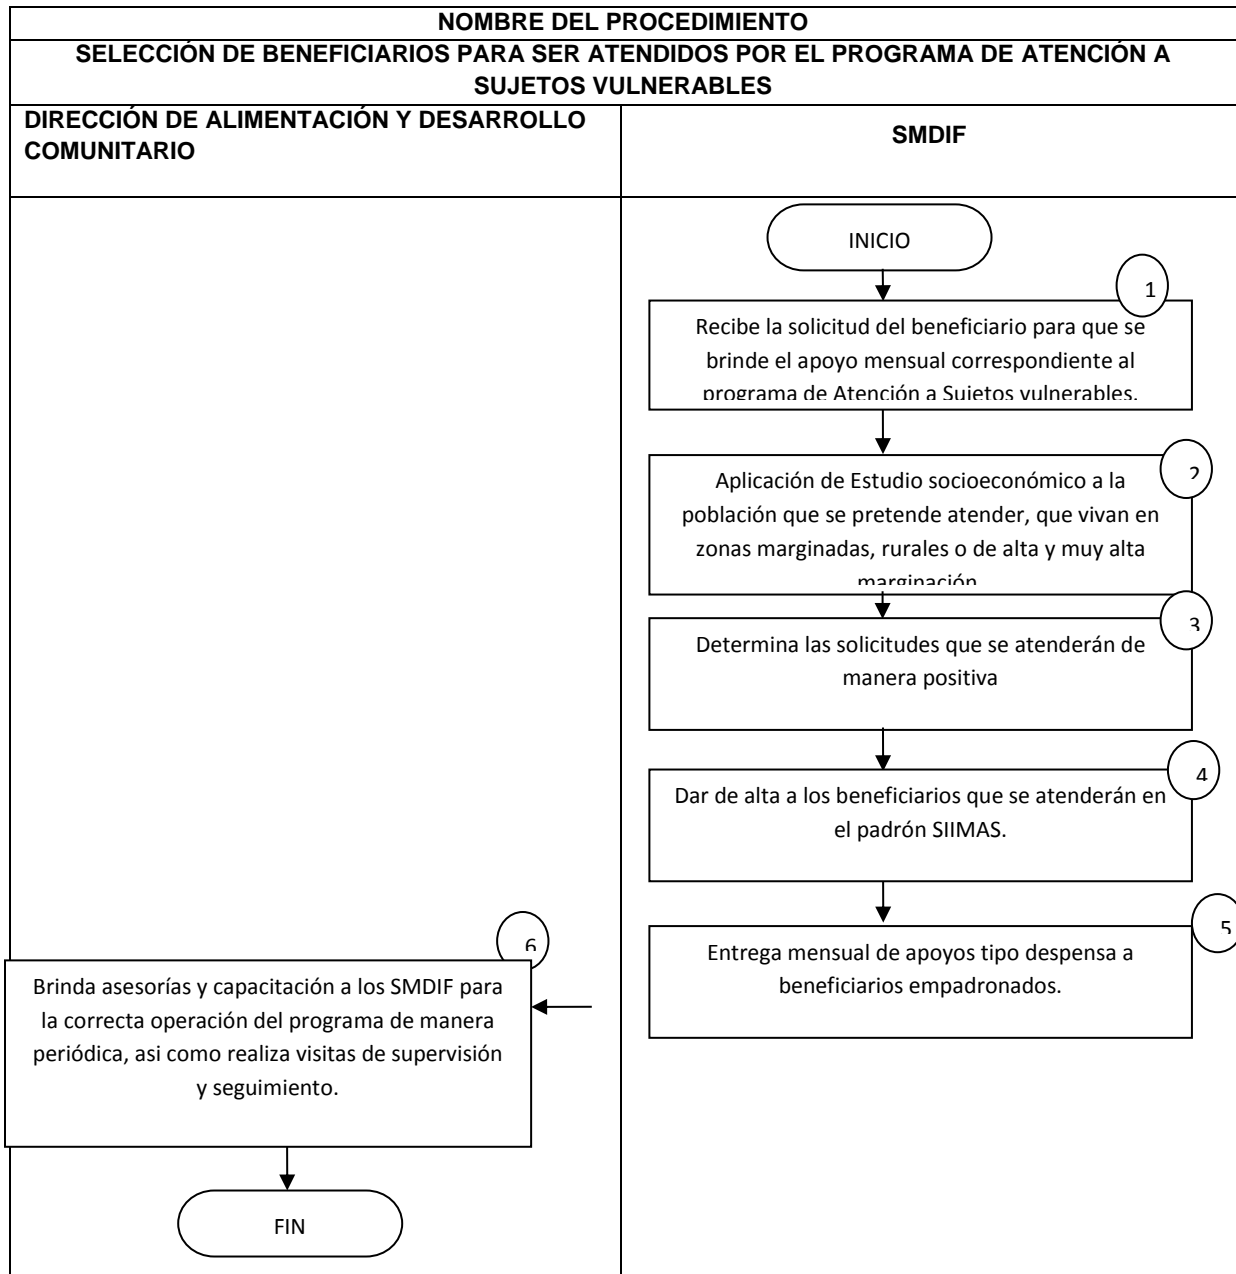 NOMBRE DEL PROCEDIMIENTO
SELECCIÓN DE BENEFICIARIOS PARA SER ATENDIDOS POR EL PROGRAMA DE ATENCIÓN A
SUJETOS VULNERABLES
DIRECCIÓN DE ALIMENTACIÓN Y DESARROLLO
COMUNITARIO
SMDIF
INICIO
1
Recibe la solicitud del beneficiario para que se
brinde el apoyo mensual correspondiente al
programa de Atención a Sujetos vulnerables.
2
Aplicación de Estudio socioeconómico a la
población que se pretende atender, que vivan en
zonas marginadas, rurales o de alta y muy alta
marginación
3
Determina las solicitudes que se atenderán de
manera positiva
4
Dar de alta a los beneficiarios que se atenderán en
el padrón SIIMAS.
5
Entrega mensual de apoyos tipo despensa a
beneficiarios empadronados.
6
Brinda asesorías y capacitación a los SMDIF para
la correcta operación del programa de manera
periódica, asi como realiza visitas de supervisión
y seguimiento.
FIN